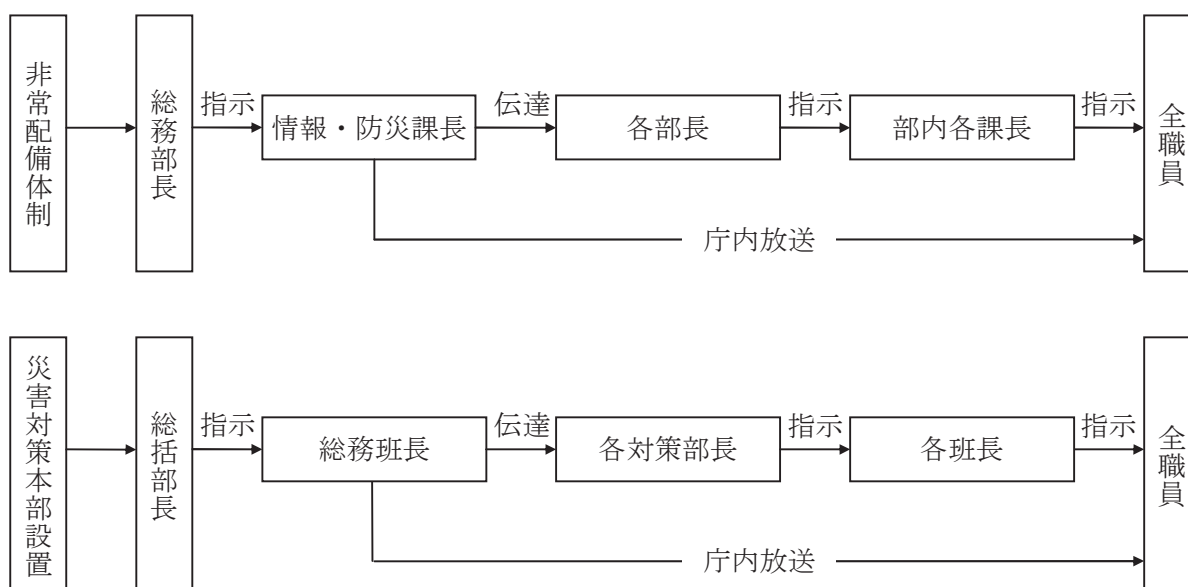 非常配備体制
総務部長
指示
情報・防災課長
伝達
各部長
指示
部内各課長
指示
全職員
庁内放送
災害対策本部設置
総括部長
指示
総務班長
伝達
各対策部長
指示
各班長
指示
全職員
庁内放送